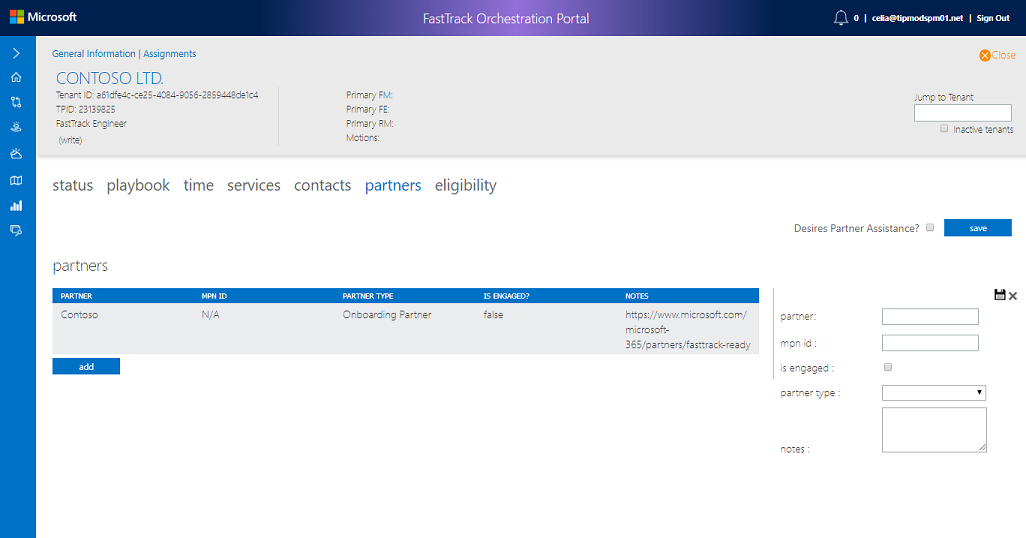 Microsoft
FastTrack Orchestration Portal
0 | celia@tipmodspm01.net | Sign Out
General Information | Assignments
Close
CONTOSO LTD.
Tenant ID: a61dfe4c-ce25-4084-9056-2859448de1c4
TPID: 23139825
FastTrack Engineer
(write)
Primary FM:
Primary FE:
Primary RM:
Motions:
Jump to Tenant
Inactive tenants
status playbook time services contacts partners eligibility
Desires Partner Assistance?
save
partners
PARTNER MPN ID PARTNER TYPE IS ENGAGED? NOTES
Contoso N/A Onboarding Partner false https://www.microsoft.com/
microsoft-
365/partners/fasttrack-ready
add
partner:
mpn id :
is engaged :
partner type :
notes :